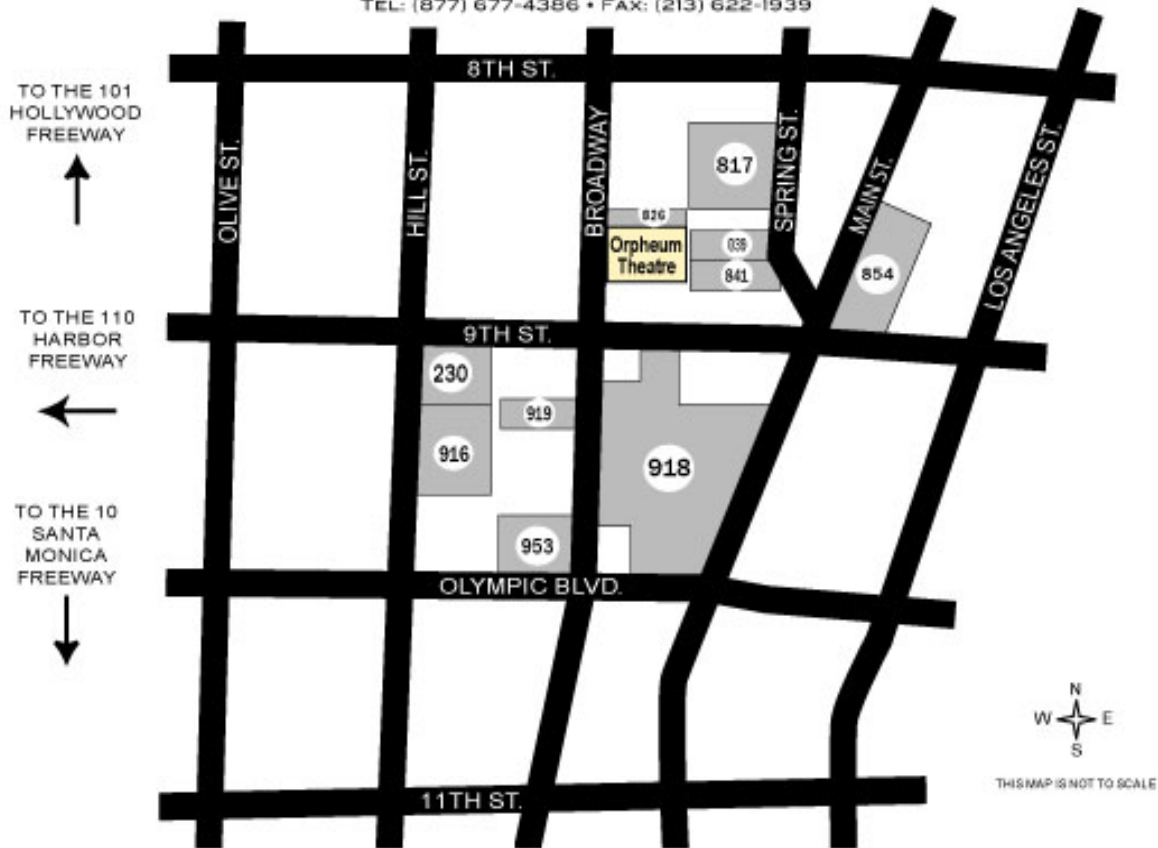 TEL: (877) 677-4386 • FAX: (213) 622-1939
8TH ST.
TO THE 101
HOLLYWOOD
FREEWAY
OLIVE ST.
HILL ST.
BROADWAY
SPRING ST.
MAIN ST.
LOS ANGELES ST.
817
826
Orpheum
Theatre
841
854
TO THE 110
HARBOR
FREEWAY
9TH ST.
230
919
916
918
TO THE 10
SANTA
MONICA
FREEWAY
953
OLYMPIC BLVD.
N
W
E
S
THIS MAP IS NOT TO SCALE
11TH ST.